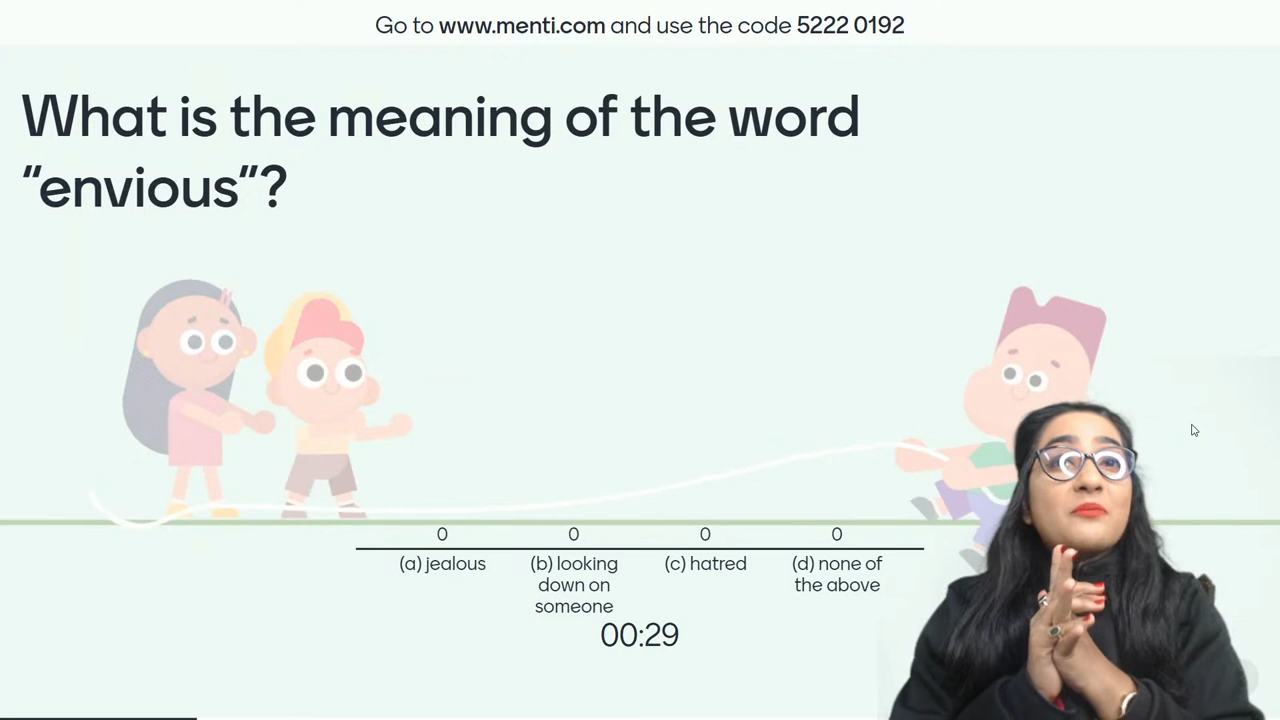 Go to www.menti.com and use the code 5222 0192
What is the meaning of the word
“envious”?
0 0 0 0
(a) jealous (b) looking (c) hatred (d) none of
down on the above
someone
00:29